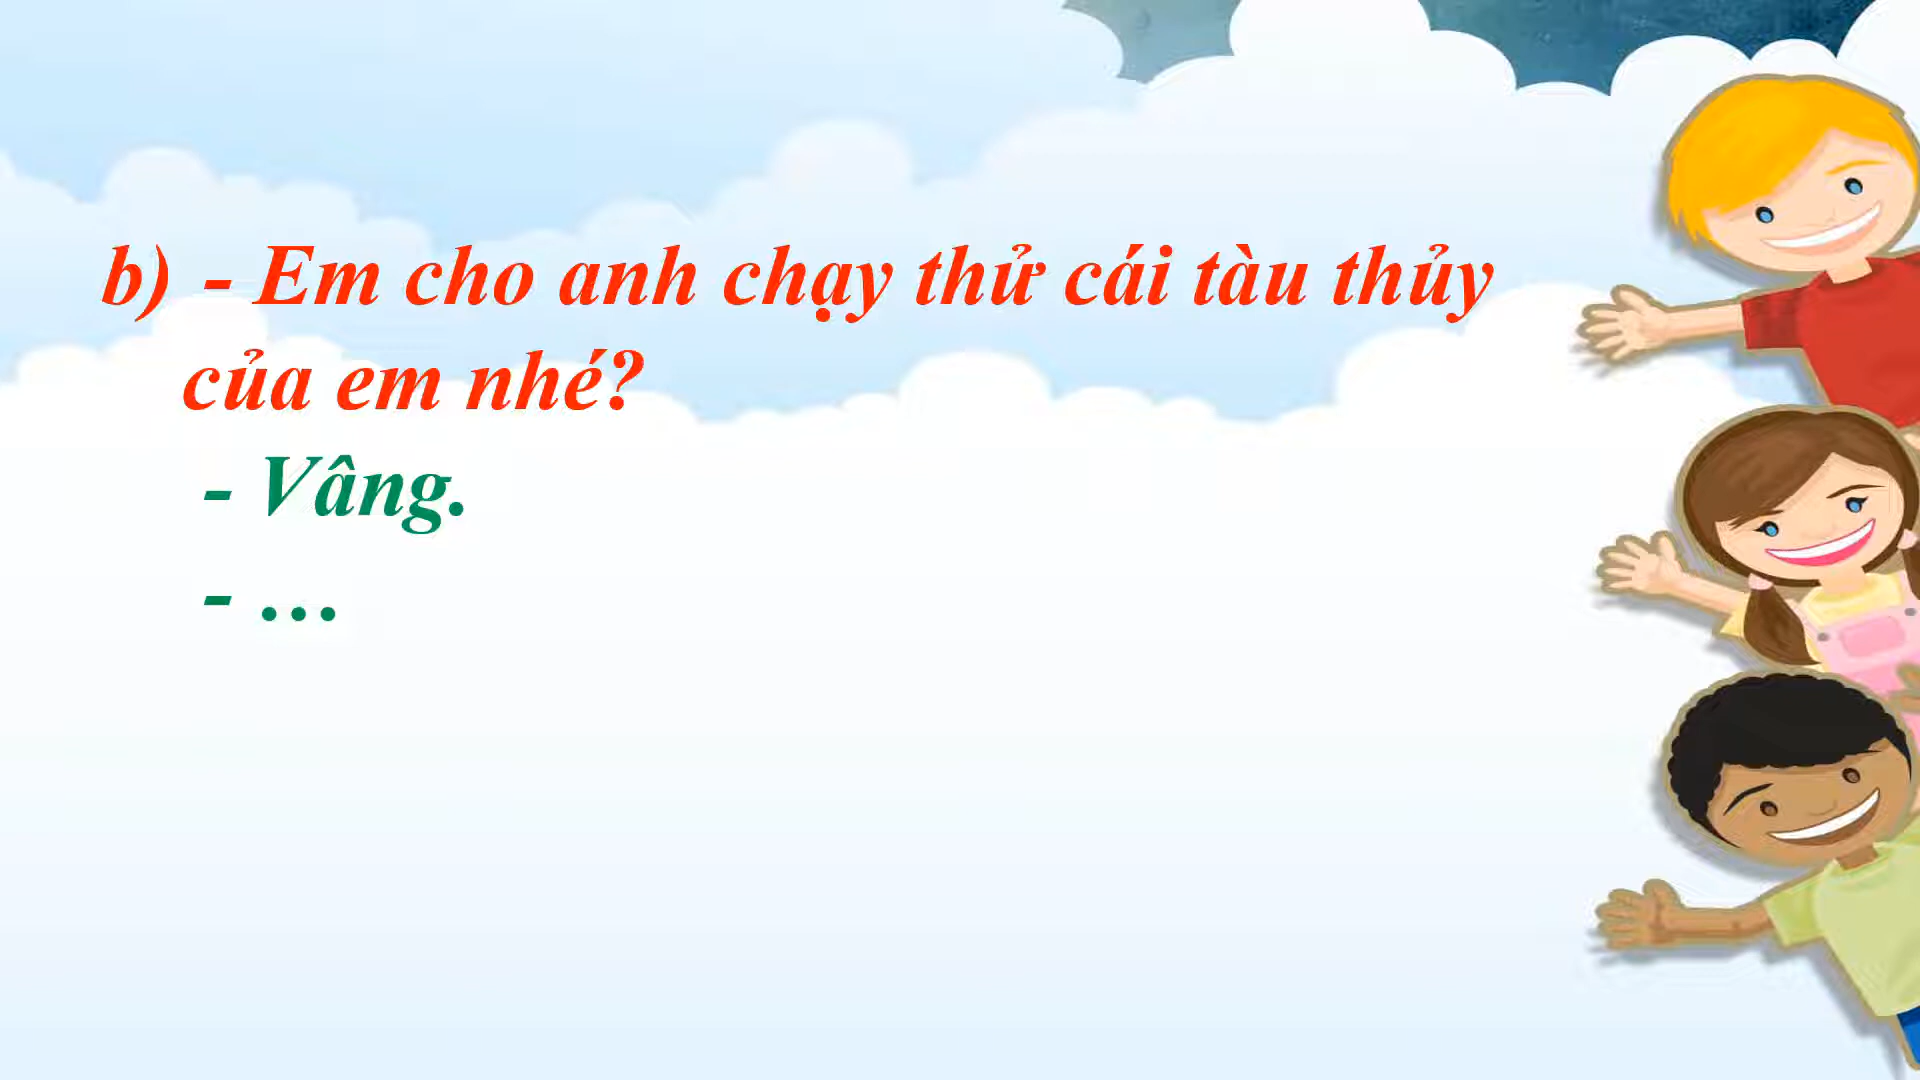 b) - Em cho anh chạy thử cái tàu thủy
của em nhé?
- Vâng.
- …